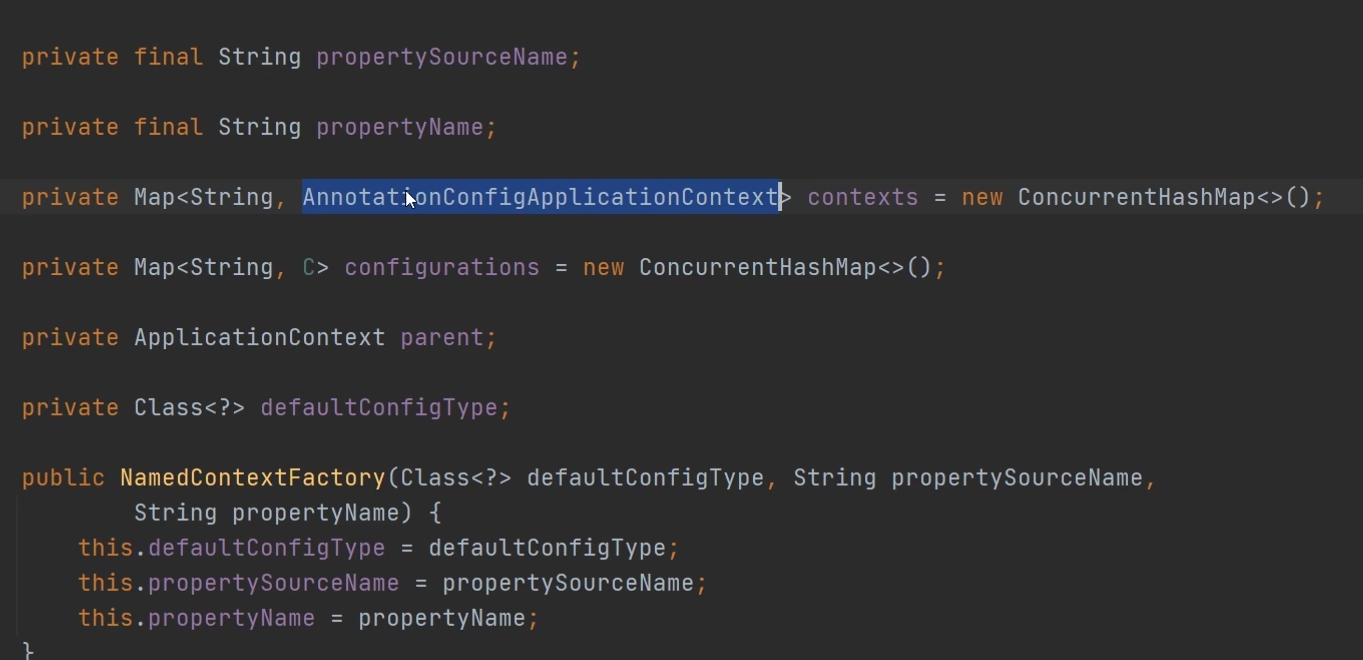 private final String propertySourceName;
private final String propertyName;
private Map<String, AnnotationConfigApplicationContext> contexts = new ConcurrentHashMap<>();
private Map<String, C> configurations = new ConcurrentHashMap<>();
private ApplicationContext parent;
private Class<?> defaultConfigType;
public NamedContextFactory(Class<?> defaultConfigType, String propertySourceName,
String propertyName) {
this.defaultConfigType = defaultConfigType;
this.propertySourceName = propertySourceName;
this.propertyName = propertyName;
}